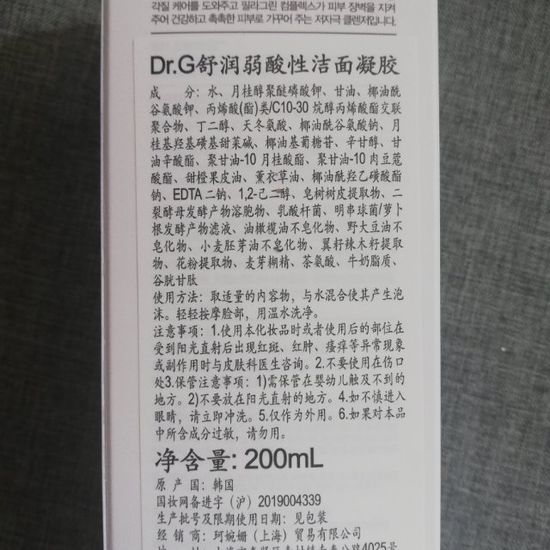 각질 케어를 도와주고 필라그린 컴플렉스가 피부 장벽을 지켜
주어 건강하고 촉촉한 피부로 가꾸어 주는 저자극 클렌저입니다.
Dr.G舒润弱酸性洁面凝胶
成 分：水、月桂醇聚醚磷酸钾、甘油、椰油酰
谷氨酸钾、丙烯酸(酯)类/C10-30 烷醇丙烯酸酯交联
聚合物、丁二醇、天冬氨酸、椰油酰谷氨酸钠、月
桂基羟基磺基甜菜碱、椰油基葡糖苷、辛甘醇、甘
油辛酸酯、聚甘油-10 月桂酸酯、聚甘油-10 肉豆蔻
酸酯、甜橙果皮油、薰衣草油、椰油酰羟乙磺酸酯
钠、EDTA 二钠、1,2-己二醇、皂树树皮提取物、二
裂酵母发酵产物溶胞物、乳酸杆菌、明串球菌/萝卜
根发酵产物滤液、油橄榄油不皂化物、野大豆油不
皂化物、小麦胚芽油不皂化物、翼籽辣木籽提取
物、花粉提取物、麦芽糊精、茶氨酸、牛奶脂质、
谷胱甘肽
使用方法：取适量的内容物，与水混合使其产生泡
沫。轻轻按摩脸部，用温水洗净。
注意事项：1.使用本化妆品时或者使用后的部位在
受到阳光直射后出现红斑、红肿、瘙痒等异常现象
或副作用时与皮肤科医生咨询。2.不要使用在伤口
处3.保管注意事项：1)需保管在婴幼儿触及不到的
地方。2)不要放在阳光直射的地方。4.如不慎进入
眼睛，请立即冲洗。5.仅作为外用。6.如果对本品
中所含成分过敏，请勿用。
净含量: 200mL
原 产 国：韩国
国妆网备进字（沪）2019004339
生产批号及限期使用日期：见包装
经 销 商：珂婉姗（上海）贸易有限公司